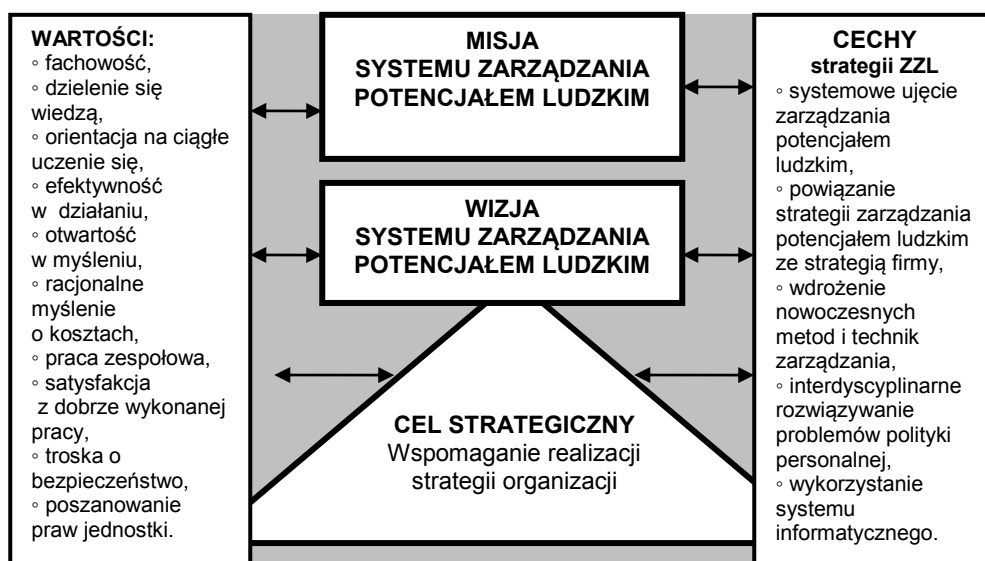 WARTOŚCI:
◦ fachowość,
◦ dzielenie się
wiedzą,
◦ orientacja na ciągłe
uczenie się,
◦ efektywność
w działaniu,
◦ otwartość
w myśleniu,
◦ racjonalne
myślenie
o kosztach,
◦ praca zespołowa,
◦ satysfakcja
z dobrze wykonanej
pracy,
◦ troska o
bezpieczeństwo,
◦ poszanowanie
praw jednostki.
MISJA
SYSTEMU ZARZĄDZANIA
POTENCJAŁEM LUDZKIM
WIZJA
SYSTEMU ZARZĄDZANIA
POTENCJAŁEM LUDZKIM
CEL STRATEGICZNY
Wspomaganie realizacji
strategii organizacji
CECHY
strategii ZZL
◦ systemowe ujęcie
zarządzania
potencjałem
ludzkim,
◦ powiązanie
strategii zarządzania
potencjałem ludzkim
ze strategią firmy,
◦ wdrożenie
nowoczesnych
metod i technik
zarządzania,
◦ interdyscyplinarne
rozwiązywanie
problemów polityki
personalnej,
◦ wykorzystanie
systemu
informatycznego.